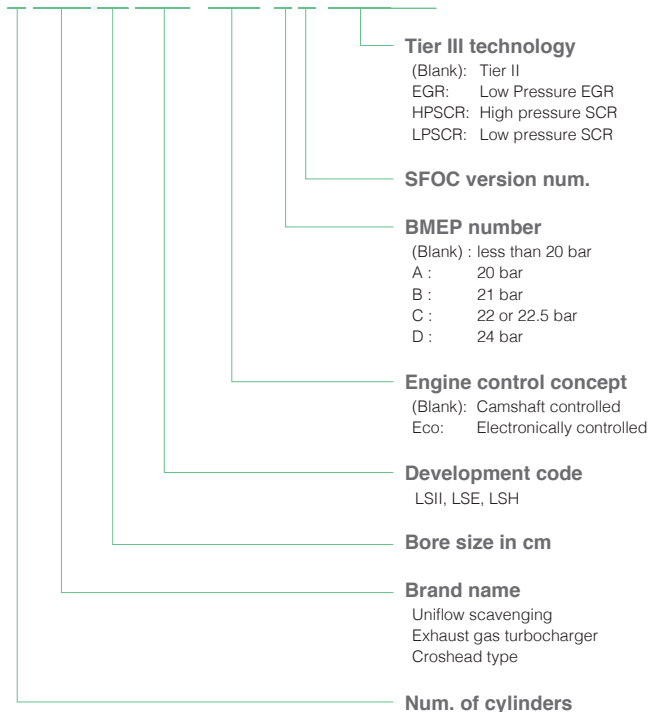 Tier III technology
(Blank): Tier II
EGR: Low Pressure EGR
HPSCR: High pressure SCR
LPSCR: Low pressure SCR
SFOC version num.
BMEP number
(Blank) : less than 20 bar
A : 20 bar
B : 21 bar
C : 22 or 22.5 bar
D : 24 bar
Engine control concept
(Blank): Camshaft controlled
Eco: Electronically controlled
Development code
LSII, LSE, LSH
Bore size in cm
Brand name
Uniflow scavenging
Exhaust gas turbocharger
Croshead type
Num. of cylinders